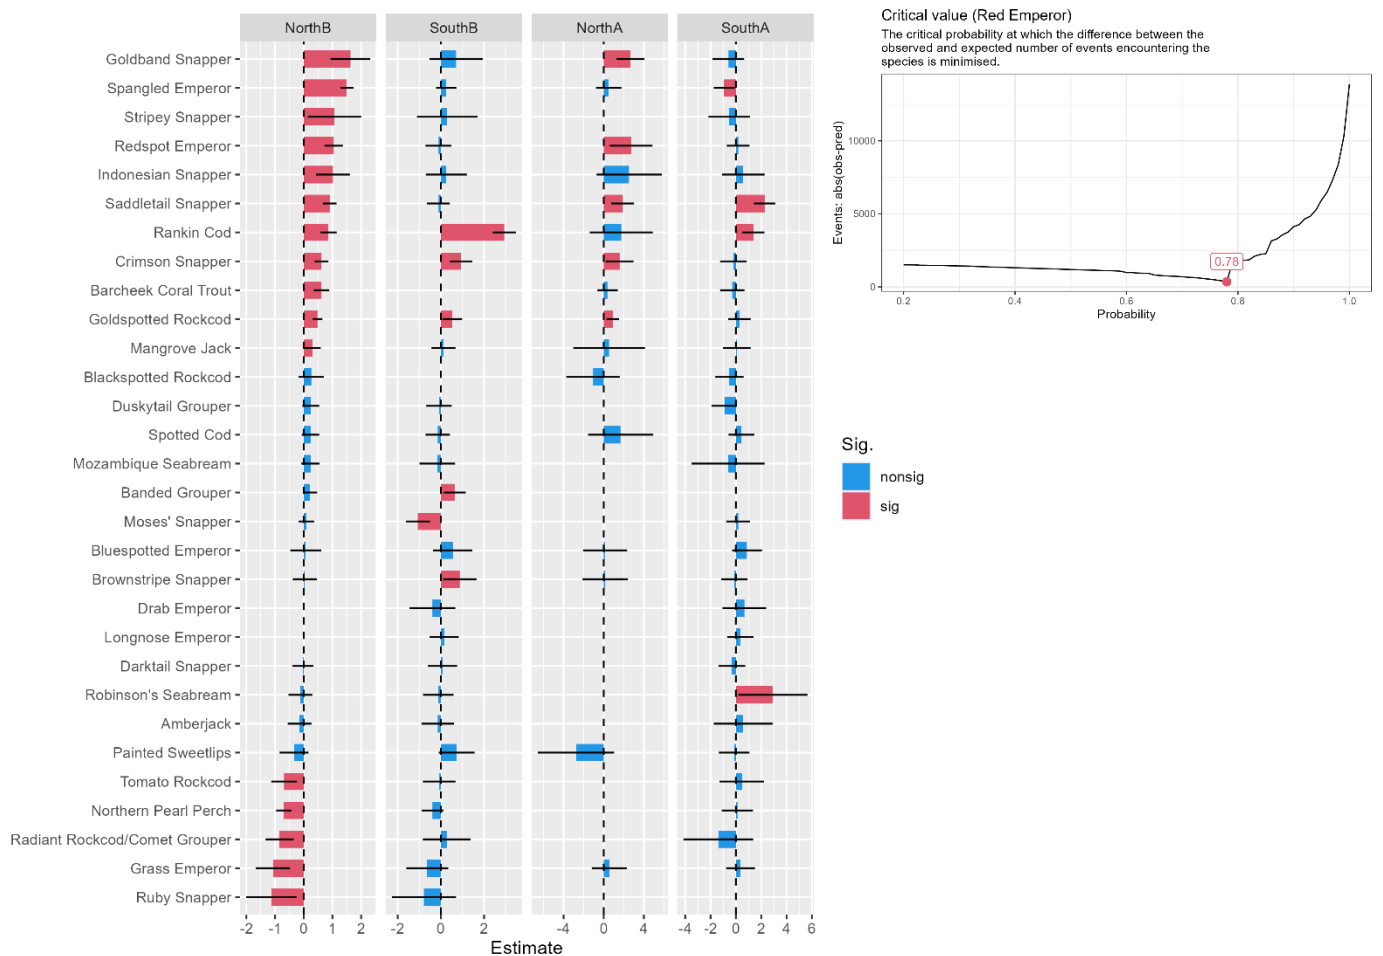 NorthB SouthB NorthA SouthA
Goldband Snapper
Spangled Emperor
Stripey Snapper
Redspot Emperor
Indonesian Snapper
Saddletail Snapper
Rankin Cod
Crimson Snapper
Barcheek Coral Trout
Goldspotted Rockcod
Mangrove Jack
Blackspotted Rockcod
Duskytail Grouper
Spotted Cod
Mozambique Seabream
Banded Grouper
Moses' Snapper
Bluespotted Emperor
Brownstripe Snapper
Drab Emperor
Longnose Emperor
Darktail Snapper
Robinson's Seabream
Amberjack
Painted Sweetlips
Tomato Rockcod
Northern Pearl Perch
Radiant Rockcod/Comet Grouper
Grass Emperor
Ruby Snapper
-2 -1 0 1 2 -2 0 2 -4 0 4 -4 -2 0 2 4 6
Estimate
Critical value (Red Emperor)
The critical probability at which the difference between the
observed and expected number of events encountering the
species is minimised.
Events: abs(obs-pred)
10000
5000
0
0.78
0.2 0.4 0.6 0.8 1.0
Probability
Sig.
nonsig
sig